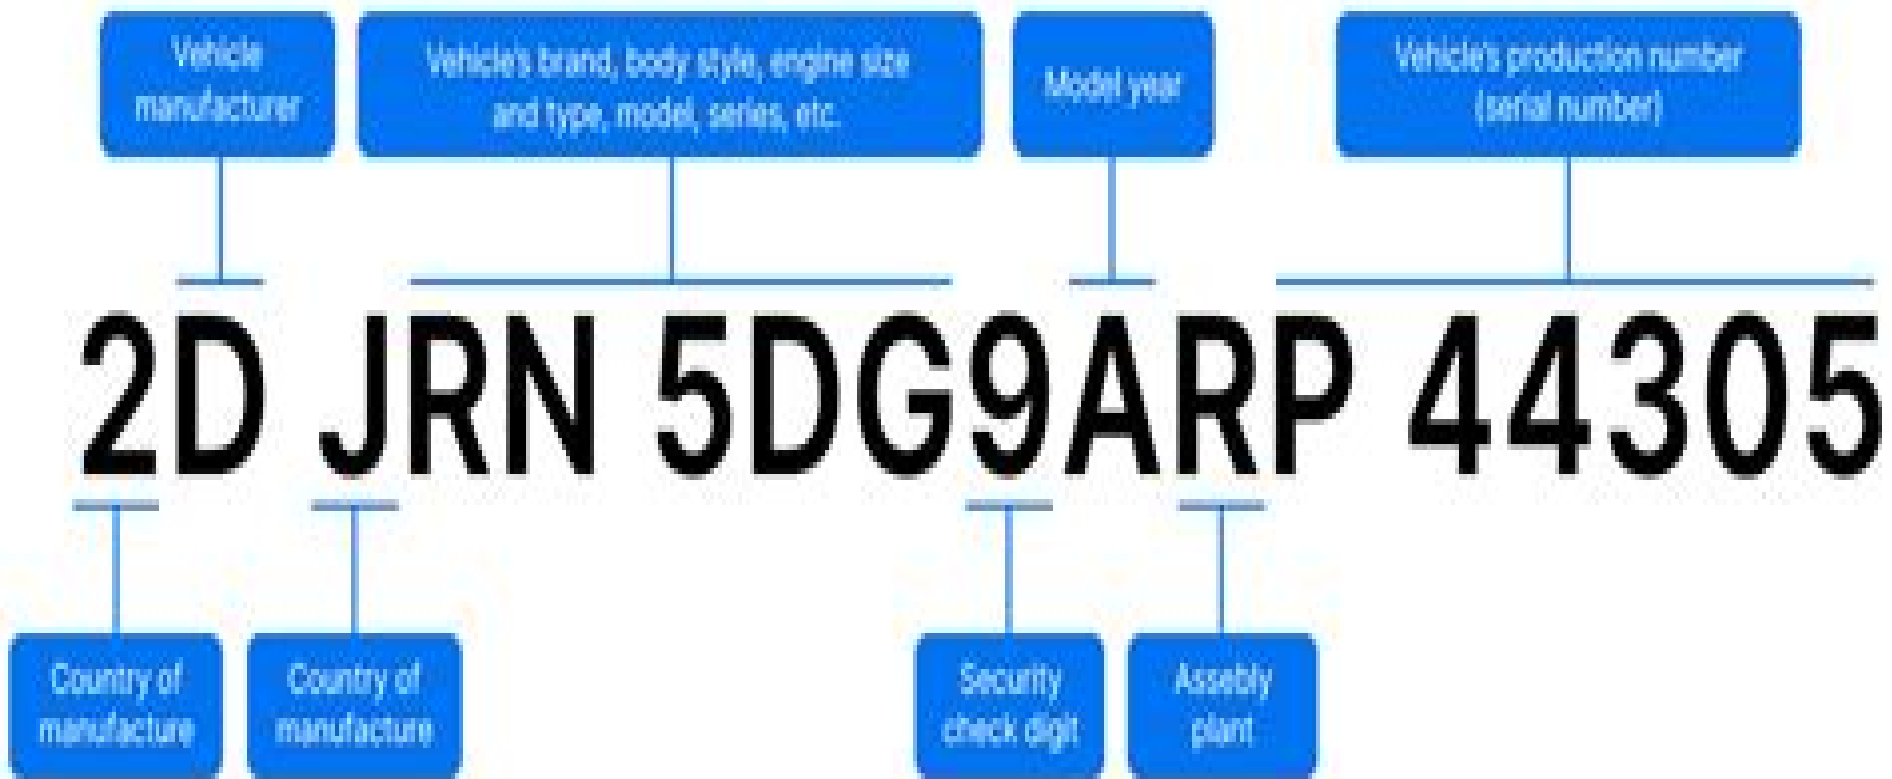 Vehicle
manufacturer
Vehicle's brand, body style, engine size
and type, model, series, etc.
Model year
Vehicle's production number
(serial number)
2D JRN 5DG9ARP 44305
Country of
manufacture
Country of
manufacture
Security
check digit
Assebly
plant